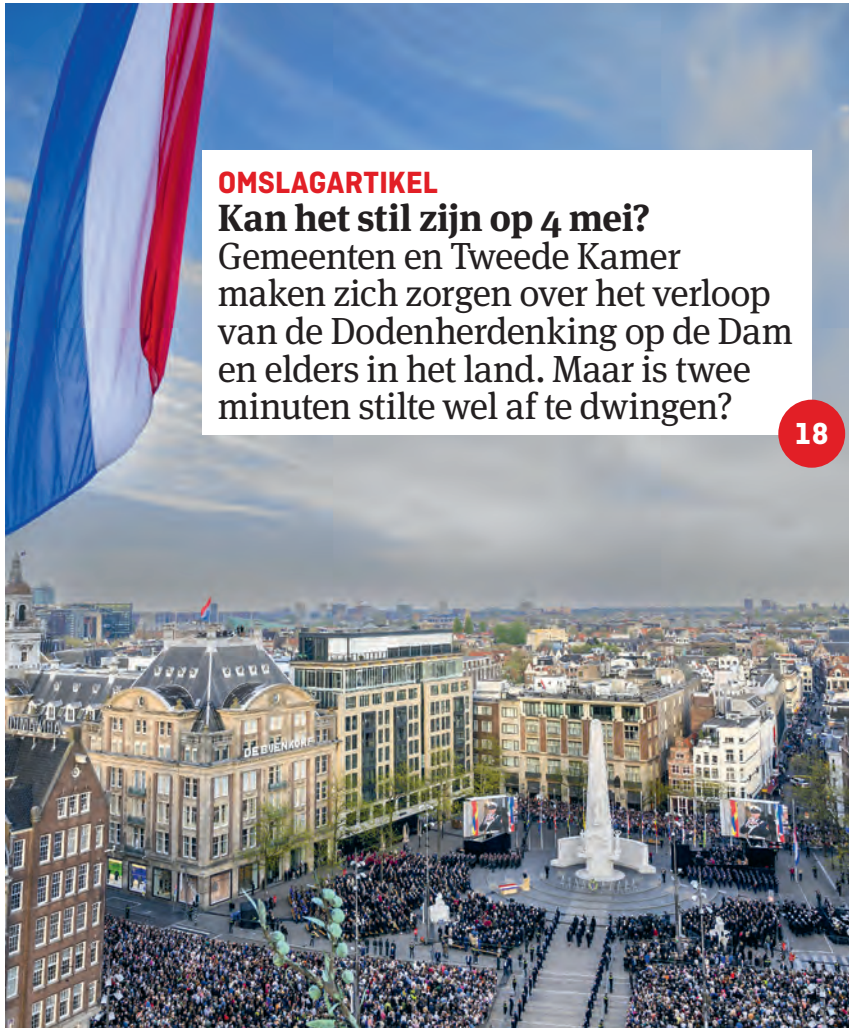 OMSLAGARTIKEL
Kan het stil zijn op 4 mei?
Gemeenten en Tweede Kamer
maken zich zorgen over het verloop
van de Dodenherdenking op de Dam
en elders in het land. Maar is twee
minuten stilte wel af te dwingen?
18
DE BIJENKORF